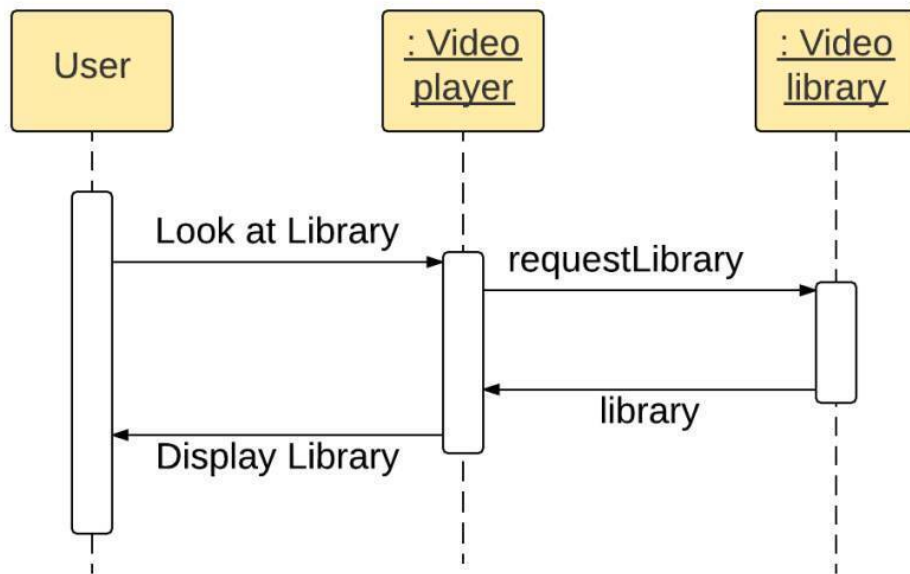 User
: Video
player
: Video
library
Look at Library
requestLibrary
library
Display Library